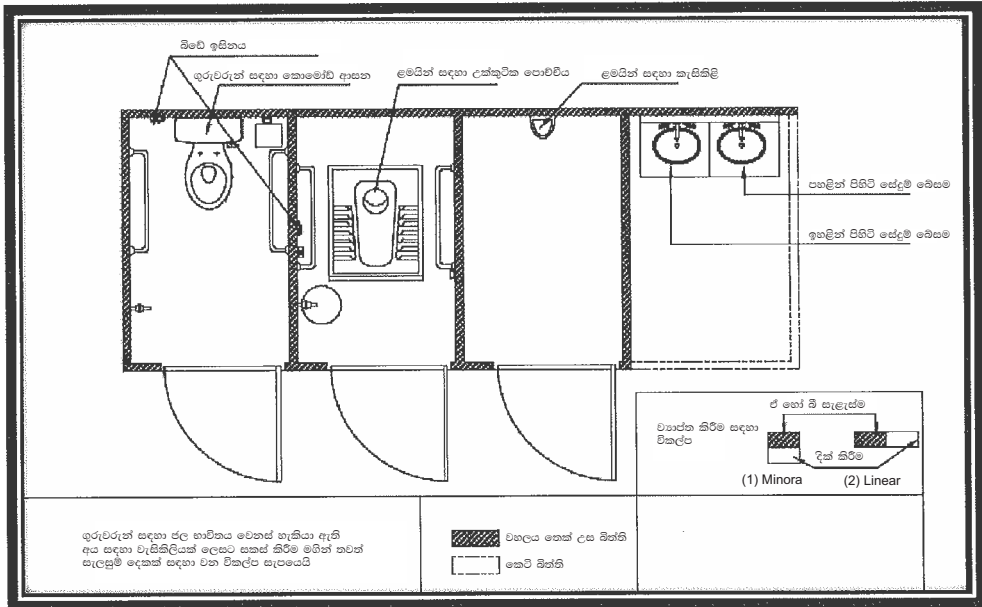 බිඩේ ඉසිනය
ගුරුවරුන් සඳහා කොමෝඩ් ආසන
ළමයින් සඳහා උක්කුටික පොච්චිය
ළමයින් සඳහා කැසිකිළි
පහළින් පිහිටි සේදුම් බේසම
ඉහළින් පිහිටි සේදුම් බේසම
ඒ හෝ බී සැළැස්ම
ව්‍යාප්ත කිරීම සඳහා
විකල්ප
දික් කිරීම
(1) Minora
(2) Linear
ගුරුවරුන් සඳහා ජල භාවිතය වෙනස් හැකියා ඇති
අය සඳහා වැසිකිලියක් ලෙසට සකස් කිරීම මගින් තවත්
සැලසුම් දෙකක් සඳහා වන විකල්ප සැපයෙයි
වහලය තෙක් උස බිත්ති
කොටි බිත්ති